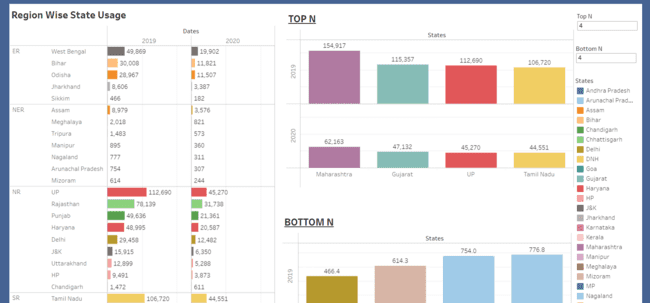 Region Wise State Usage
Dates
2019 2020
ER West Bengal 49,869 19,902
Bihar 30,008 11,821
Odisha 28,967 11,507
Jharkhand 8,606 3,387
Sikkim 466 182
NER Assam 8,979 3,576
Meghalaya 2,018 821
Tripura 1,483 573
Manipur 895 360
Nagaland 777 311
Arunachal Pradesh 754 307
Mizoram 614 244
NR UP 112,690 45,270
Rajasthan 78,139 31,738
Punjab 49,636 21,361
Haryana 48,995 20,587
Delhi 29,458 12,482
J&K 15,915 6,350
Uttarakhand 12,899 5,288
HP 9,491 3,873
Chandigarh 1,472 611
SR Tamil Nadu 106,720 44,551
TOP N
States
2019
154,917 115,357 112,690 106,720
2020
62,163 47,132 45,270 44,551
Maharashtra Gujarat UP Tamil Nadu
BOTTOM N
States
2019
466.4 614.3 754.0 776.8
Top N
4
Bottom N
4
States
Andhra Pradesh
Arunachal Prad...
Assam
Bihar
Chandigarh
Chhattisgarh
Delhi
DNH
Goa
Gujarat
Haryana
HP
J&K
Jharkhand
Karnataka
Kerala
Maharashtra
Manipur
Meghalaya
Mizoram
MP
Nagaland